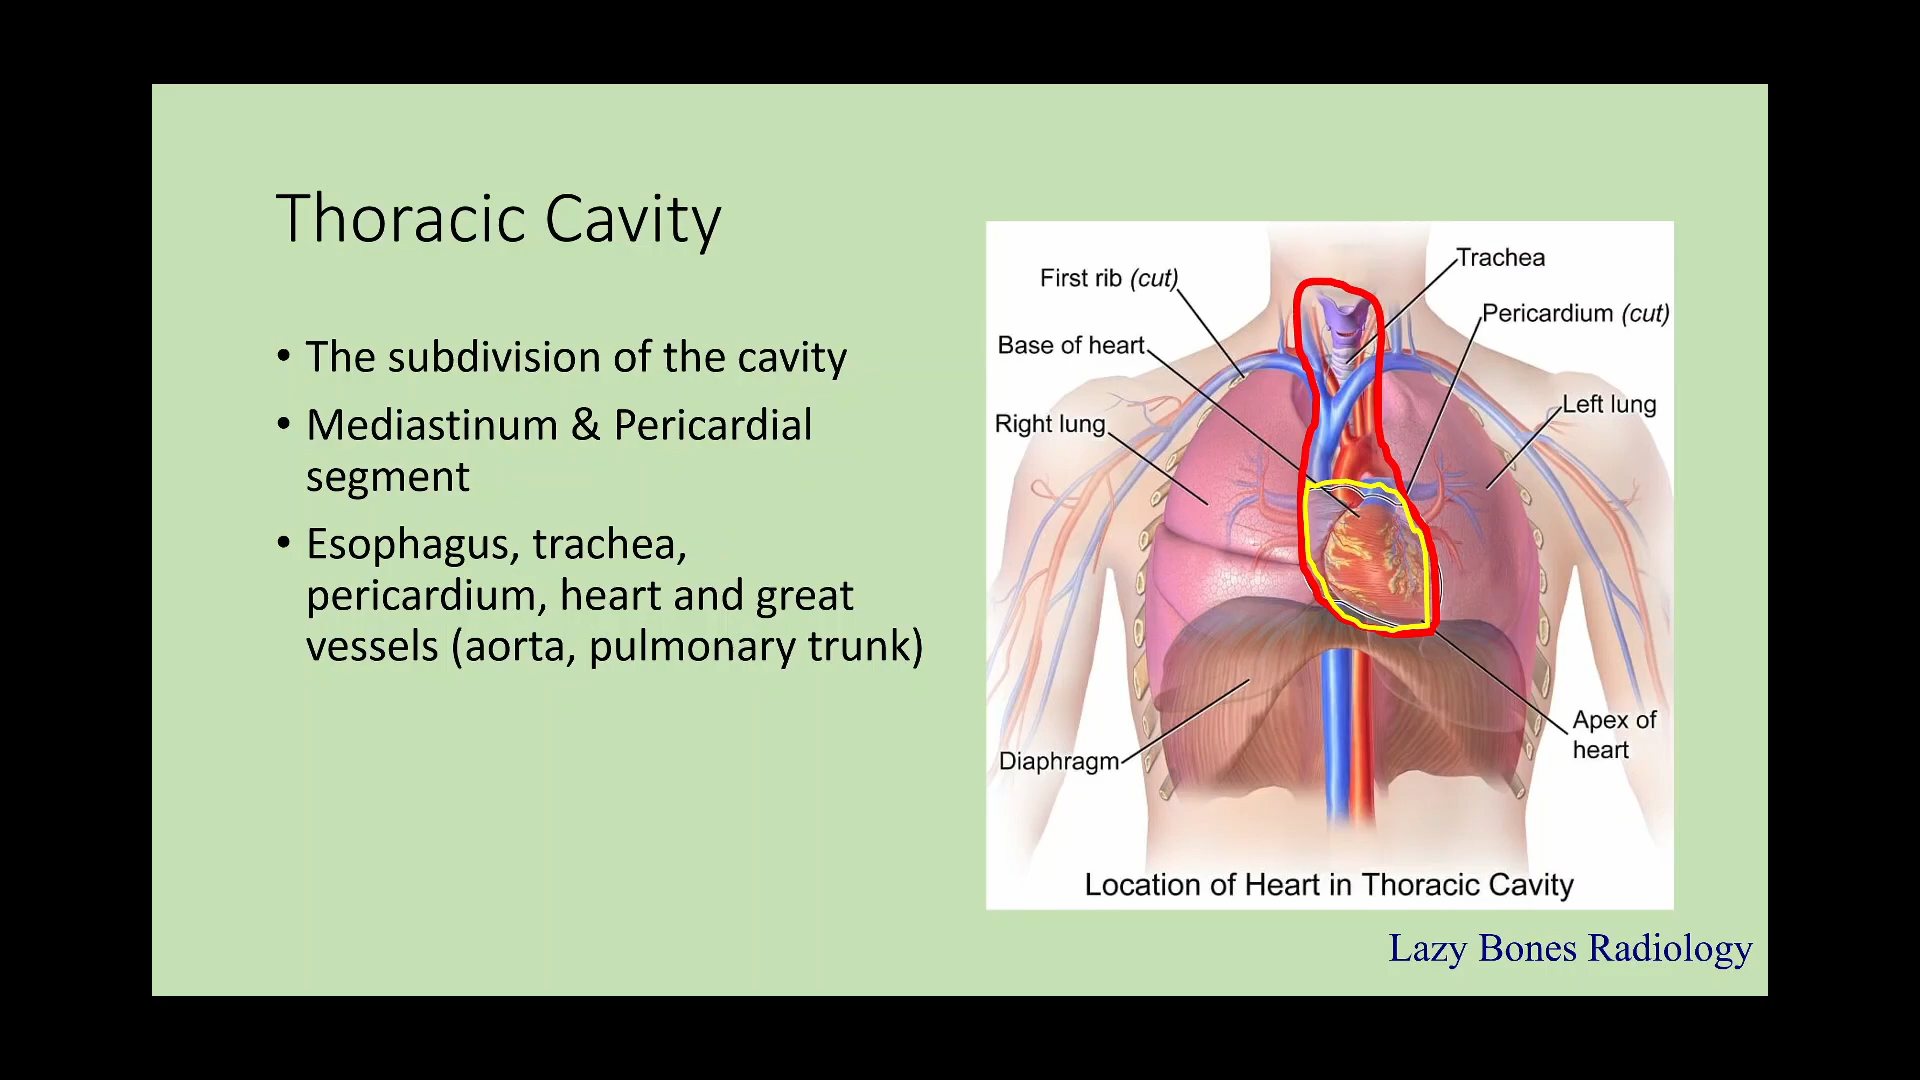 Thoracic Cavity
• The subdivision of the cavity
• Mediastinum & Pericardial
segment
• Esophagus, trachea,
pericardium, heart and great
vessels (aorta, pulmonary trunk)
Trachea
First rib (cut)
Pericardium (cut)
Base of heart
Left lung
Right lung
Apex of
heart
Diaphragm
Location of Heart in Thoracic Cavity
Lazy Bones Radiology